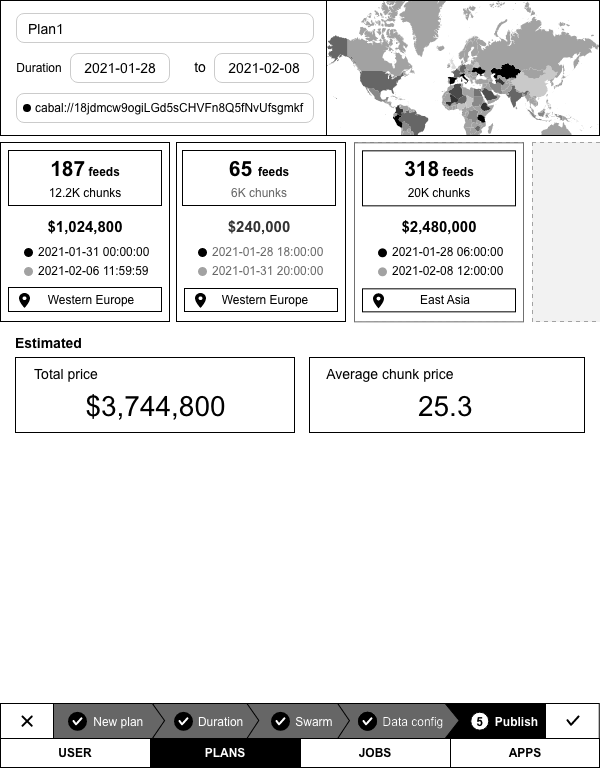 Plan1
Duration 2021-01-28 to 2021-02-08
cabal://18jdmcw9ogiLGd5sCHVFn8Q5fNvUfsgmkf
187 feeds
12.2K chunks
$1,024,800
2021-01-31 00:00:00
2021-02-06 11:59:59
Western Europe
65 feeds
6K chunks
$240,000
2021-01-28 18:00:00
2021-01-31 20:00:00
Western Europe
318 feeds
20K chunks
$2,480,000
2021-01-28 06:00:00
2021-02-08 12:00:00
East Asia
Estimated
Total price
$3,744,800
Average chunk price
25.3
New plan Duration Swarm Data config 5 Publish
USER PLANS JOBS APPS